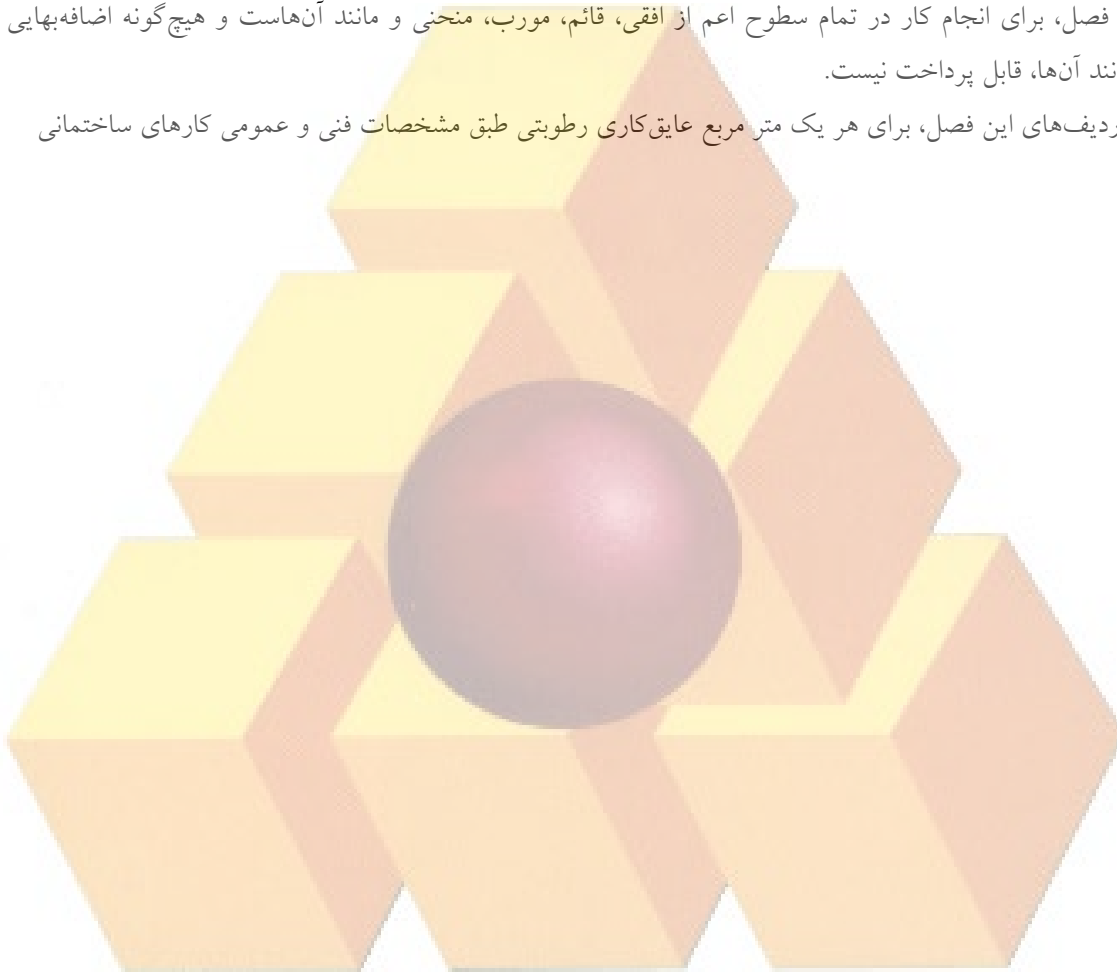 فصل، برای انجام کار در تمام سطوح اعم از افقی، قائم، مورب، منحنی و مانند آن‌هاست و هیچ‌گونه اضافه‌بهایی
نند آن‌ها، قابل پرداخت نیست.
ردیف‌های این فصل، برای هر یک متر مربع عایق‌کاری رطوبتی طبق مشخصات فنی و عمومی کارهای ساختمانی